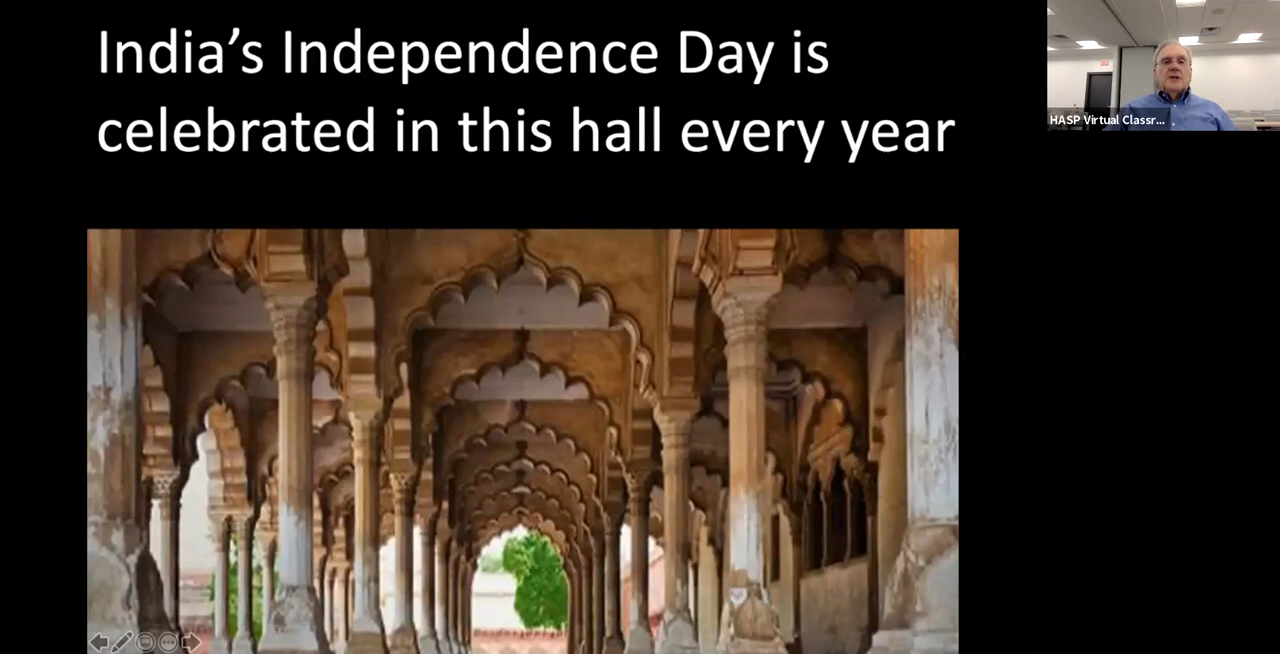 India’s Independence Day is
celebrated in this hall every year
HASP Virtual Classr...